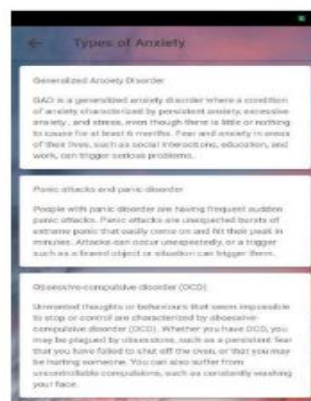 Types of Anxiety
Generalized Anxiety Disorder
GAD is a generalized anxiety disorder where a condition
of anxiety characterized by persistent anxiety, excessive
anxiety, and stress, even though there is little or nothing
to cause for at least 6 months. Fear and anxiety in areas
of their lives, such as social interactions, education, and
work, can trigger serious problems.
Panic attacks and panic disorder
People with panic disorder are having frequent sudden
panic attacks. Panic attacks are unexpected bursts of
extreme panic that easily come on and hit their peak in
minutes. Attacks can occur unexpectedly, or a trigger
such as a feared object or situation can trigger them.
Obsessive-compulsive disorder (OCD)
Unwanted thoughts or behaviours that seem impossible
to stop or control are characterized by obsessive-
compulsive disorder (OCD). Whether you have OCD, you
may be plagued by obsessions, such as a persistent fear
that you have failed to shut off the oven, or that you may
be hurting someone. You can also suffer from
uncontrollable compulsions, such as constantly washing
your face.